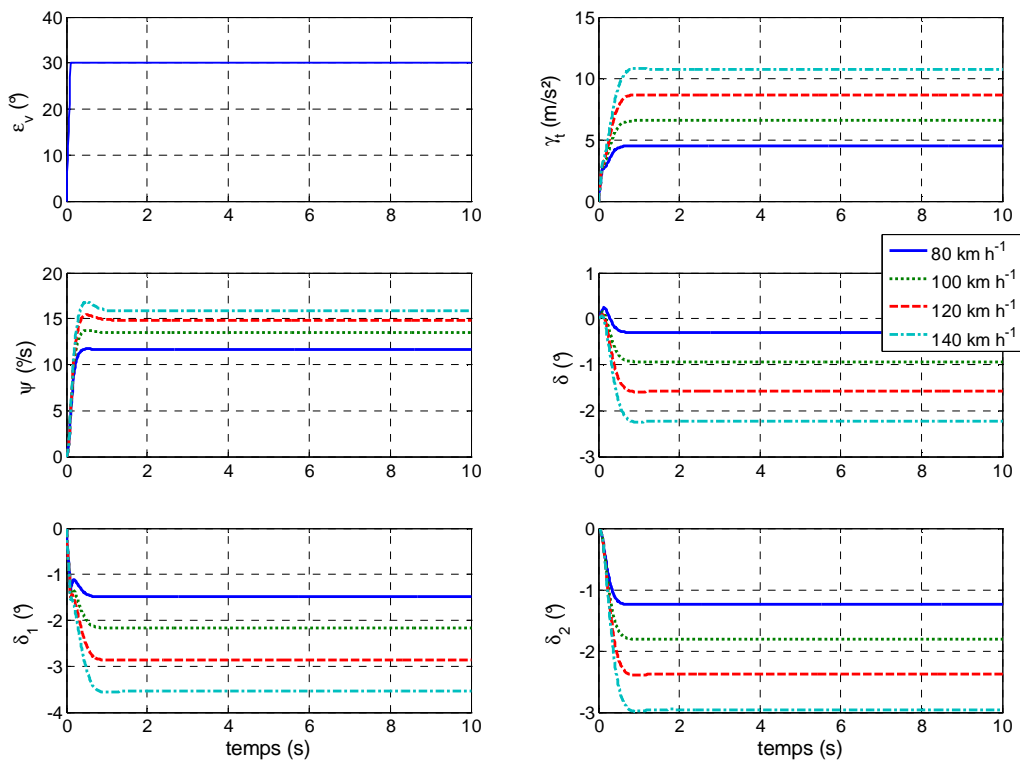 40
30
20
10
0
0 2 4 6 8 10
ε_v (º)
15
10
5
0
0 2 4 6 8 10
γ_t (m/s²)
20
15
10
5
0
0 2 4 6 8 10
ψ (º/s)
1
0
-1
-2
-3
0 2 4 6 8 10
δ (º)
80 km h⁻¹
100 km h⁻¹
120 km h⁻¹
140 km h⁻¹
0
-1
-2
-3
-4
0 2 4 6 8 10
δ₁ (º)
temps (s)
0
-1
-2
-3
0 2 4 6 8 10
δ₂ (º)
temps (s)